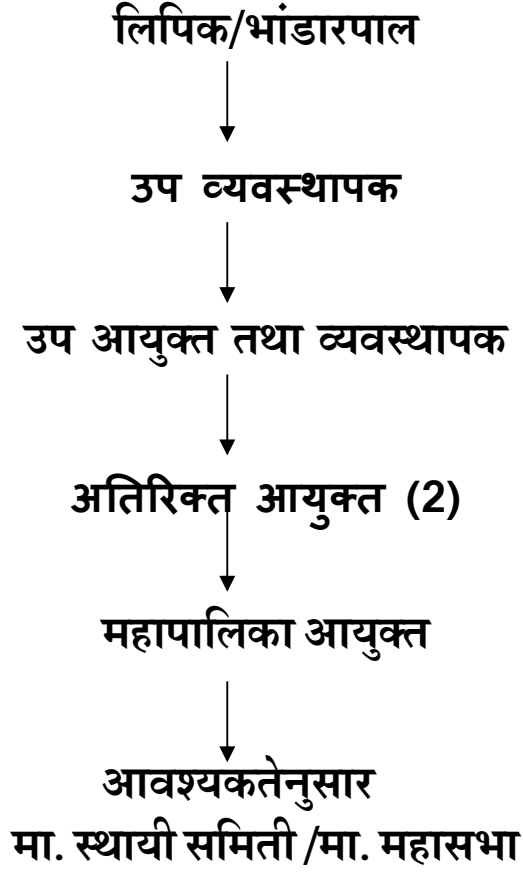 लिपिक/भांडारपाल
उप व्यवस्थापक
उप आयुक्त तथा व्यवस्थापक
अतिरिक्त आयुक्त (2)
महापालिका आयुक्त
आवश्यकतेनुसार
मा. स्थायी समिती /मा. महासभा